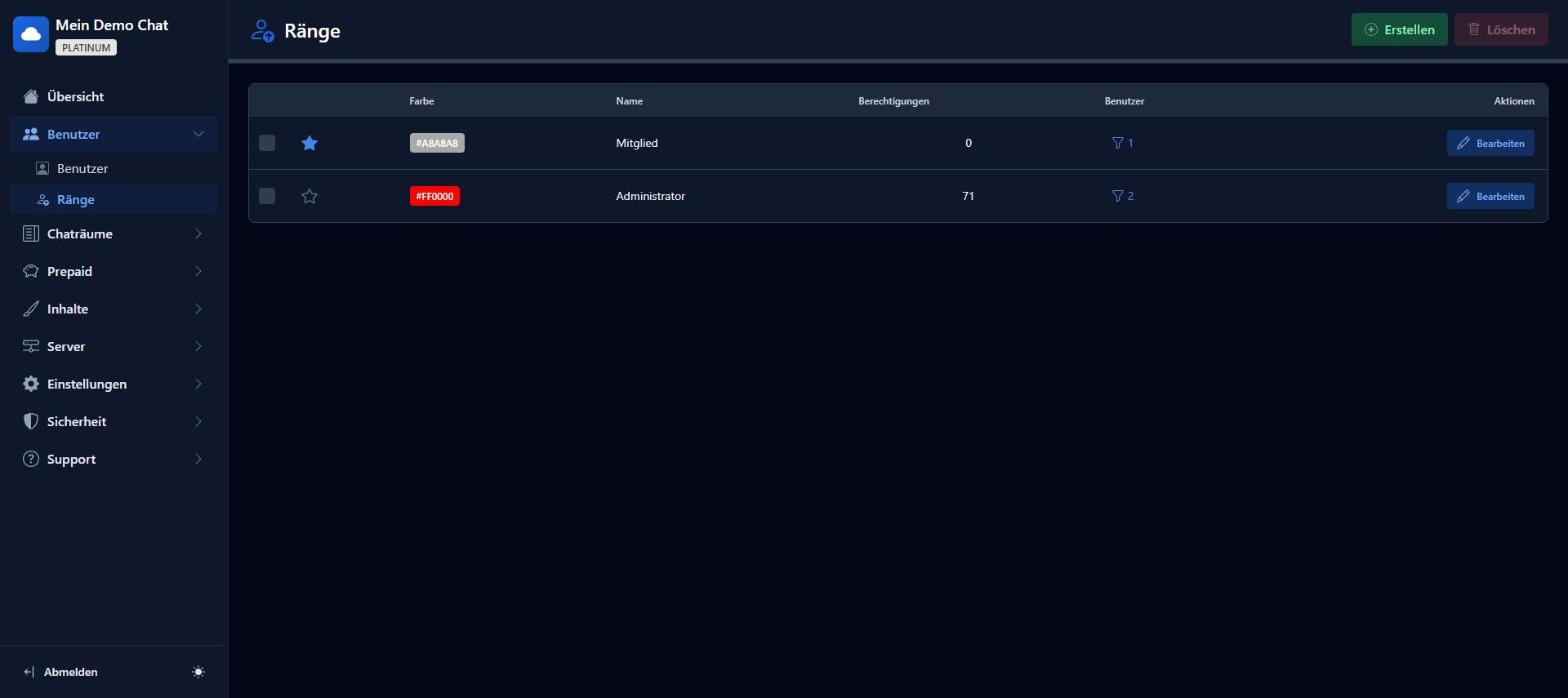 Mein Demo Chat
PLATINUM
Übersicht
Benutzer
Benutzer
Ränge
Chaträume
Prepaid
Inhalte
Server
Einstellungen
Sicherheit
Support
Abmelden
Ränge
Erstellen
Löschen
Farbe Name Berechtigungen Benutzer Aktionen
#A8A8A8 Mitglied 0 1 Bearbeiten
#FF0000 Administrator 71 2 Bearbeiten